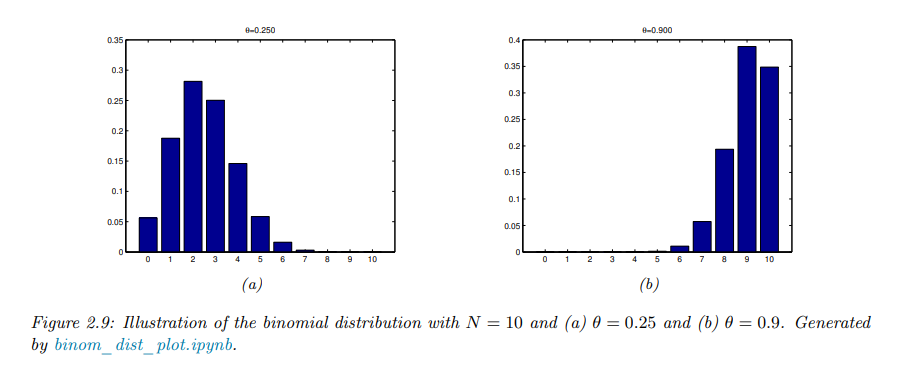 θ=0.250
0.35
0.3
0.25
0.2
0.15
0.1
0.05
0
0 1 2 3 4 5 6 7 8 9 10
(a)
θ=0.900
0.4
0.35
0.3
0.25
0.2
0.15
0.1
0.05
0
0 1 2 3 4 5 6 7 8 9 10
(b)
Figure 2.9: Illustration of the binomial distribution with N = 10 and (a) θ = 0.25 and (b) θ = 0.9. Generated
by binom_dist_plot.ipynb.